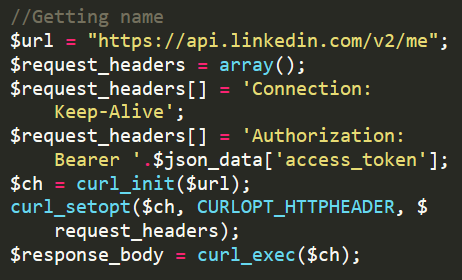 //Getting name
$url = "https://api.linkedin.com/v2/me";
$request_headers = array();
$request_headers[] = 'Connection:
Keep-Alive';
$request_headers[] = 'Authorization:
Bearer '.$json_data['access_token'];
$ch = curl_init($url);
curl_setopt($ch, CURLOPT_HTTPHEADER, $
request_headers);
$response_body = curl_exec($ch);